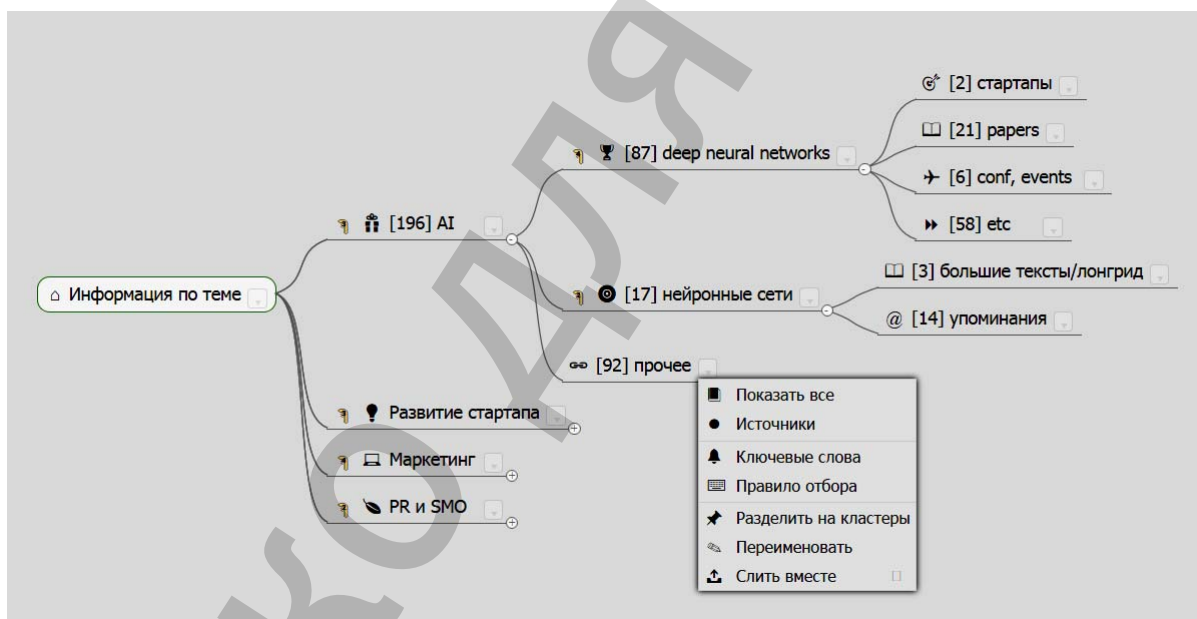 [2] стартапы
[21] papers
[87] deep neural networks
[6] conf, events
[196] AI
[58] etc
[3] большие тексты/лонгрид
Информация по теме
[17] нейронные сети
@ [14] упоминания
[92] прочее
Показать все
Развитие стартапа
Источники
Маркетинг
Ключевые слова
Правило отбора
PR и SMO
Разделить на кластеры
Переименовать
Слить вместе
КО ДЛЯ